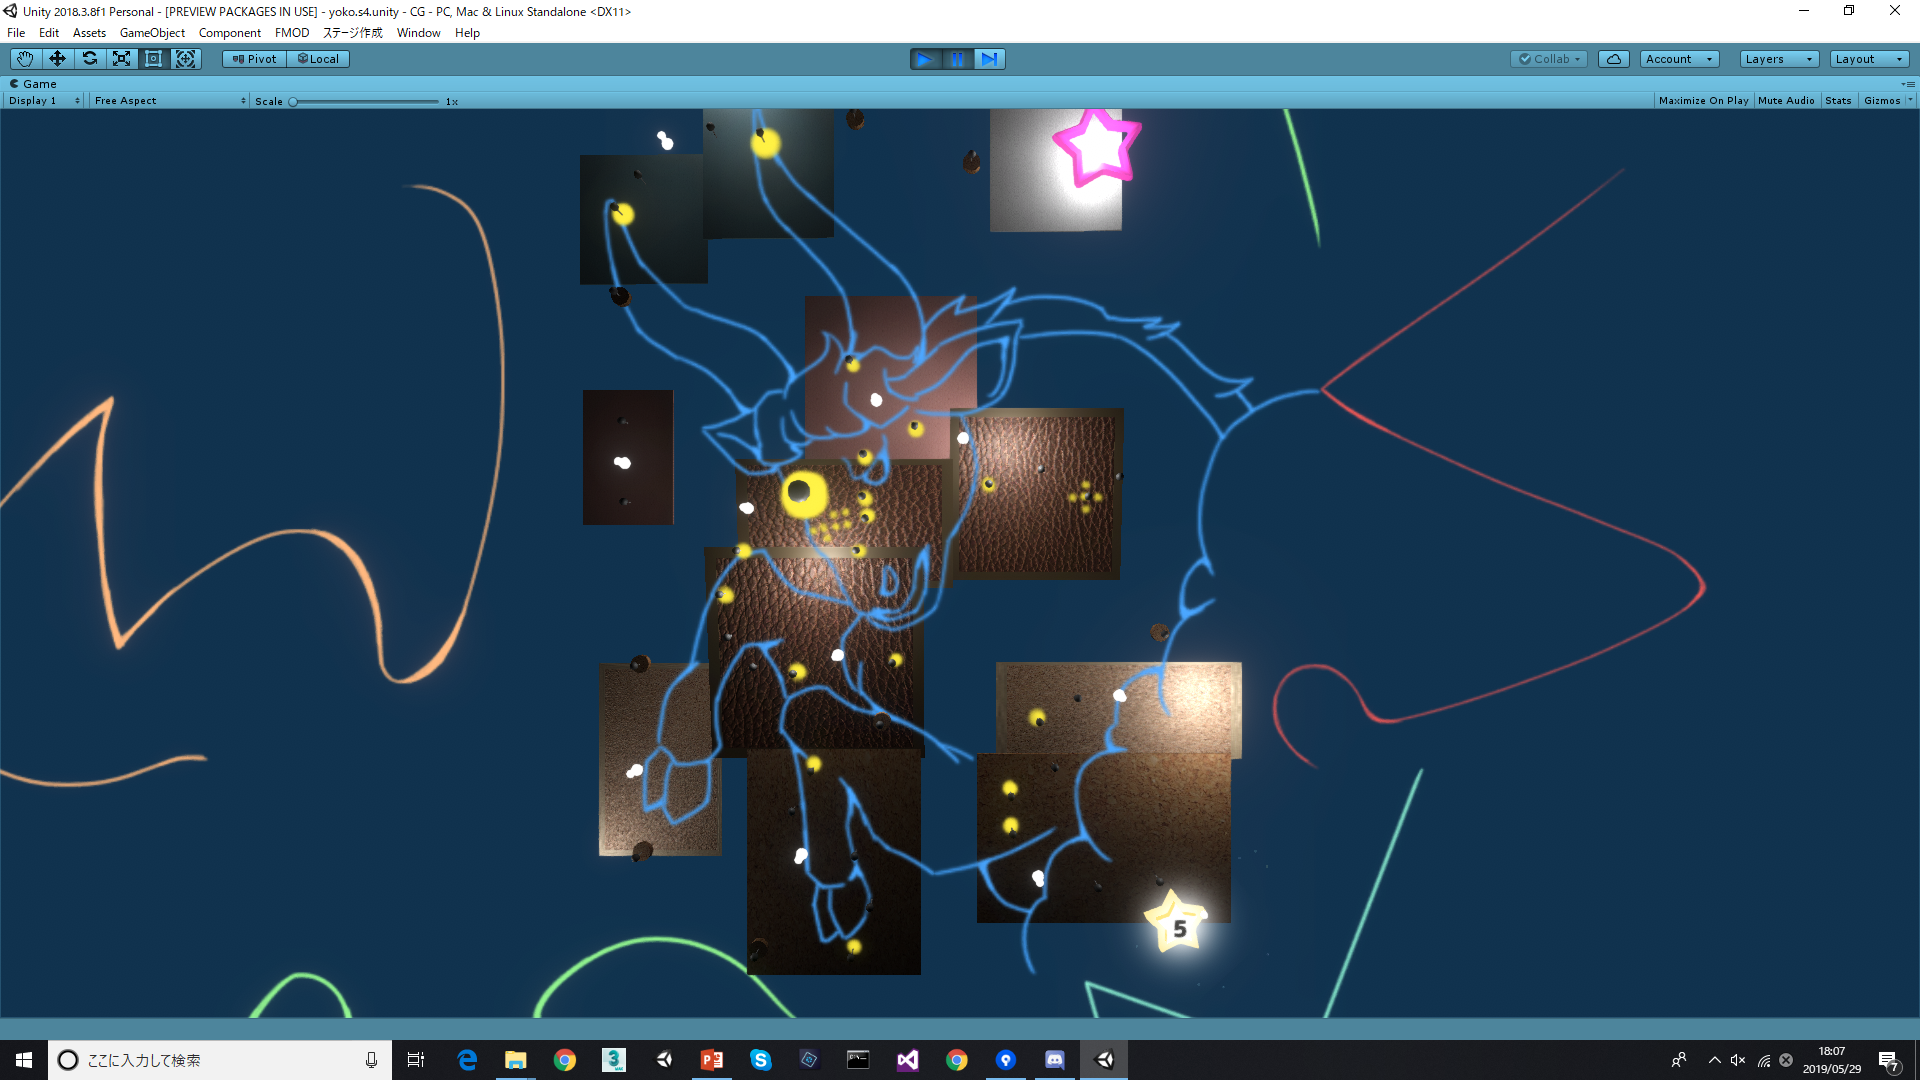 Unity 2018.3.8f1 Personal - [PREVIEW PACKAGES IN USE] - yoko.s4.unity - CG - PC, Mac & Linux Standalone <DX11>
File Edit Assets GameObject Component FMOD ステージ作成 Window Help
Pivot Local Collab Account Layers Layout
Game
Display 1 Free Aspect Scale 1x Maximize On Play Mute Audio Stats Gizmos
5
ここに入力して検索
18:07
2019/05/29
7